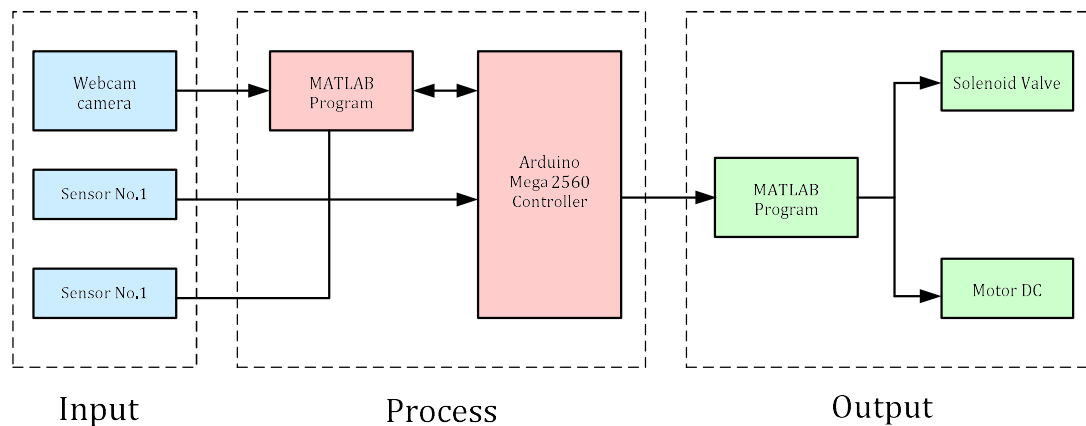 Webcam
camera
Sensor No.1
Sensor No.1
Input
MATLAB
Program
Arduino
Mega 2560
Controller
Process
MATLAB
Program
Solenoid Valve
Motor DC
Output